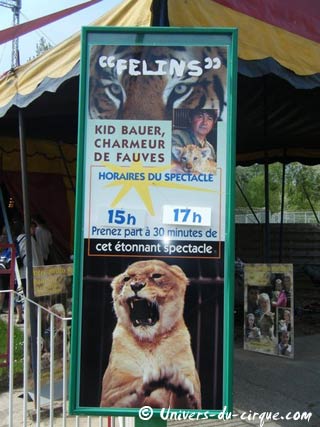 "FELINS"
KID BAUER,
CHARMEUR
DE FAUVES
HORAIRES DU SPECTACLE
15h 17h
Prenez part à 30 minutes de
cet étonnant spectacle
© Univers-du-cirque.com